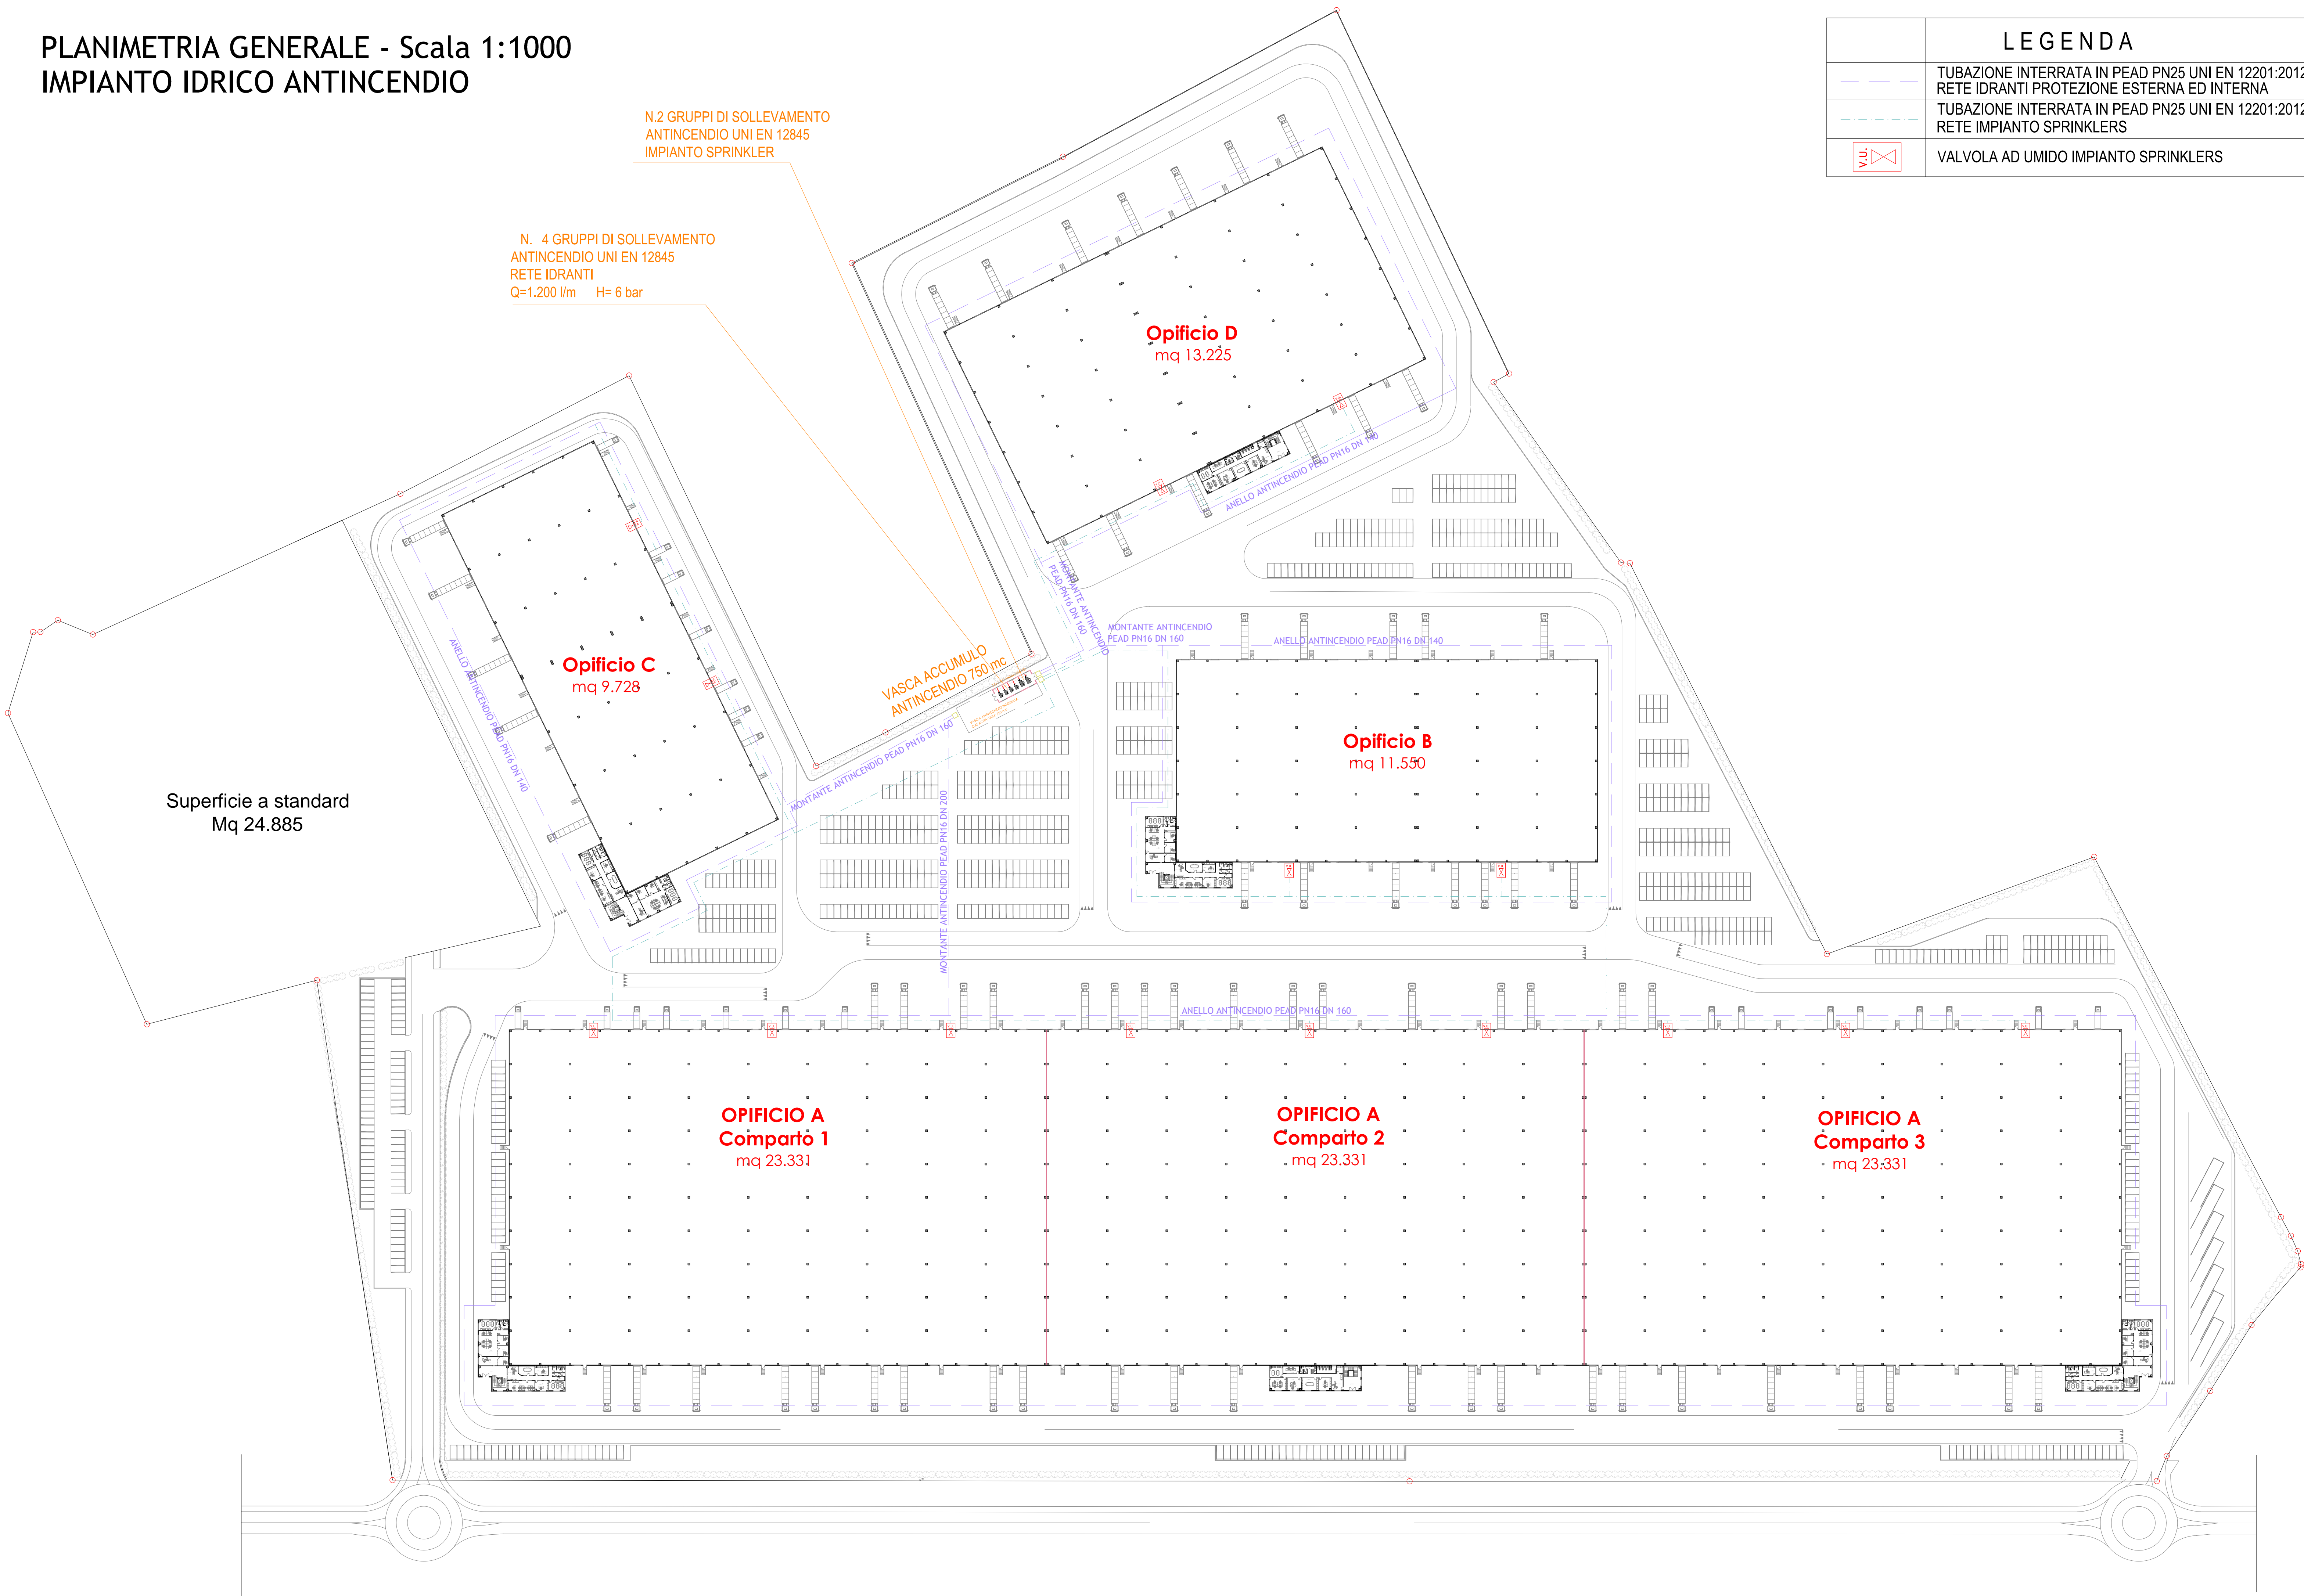 PLANIMETRIA GENERALE - Scala 1:1000
IMPIANTO IDRICO ANTINCENDIO
LEGENDA
TUBAZIONE INTERRATA IN PEAD PN25 UNI EN 12201:2012
RETE IDRANTI PROTEZIONE ESTERNA ED INTERNA
TUBAZIONE INTERRATA IN PEAD PN25 UNI EN 12201:2012
RETE IMPIANTO SPRINKLERS
V.U.
VALVOLA AD UMIDO IMPIANTO SPRINKLERS
N.2 GRUPPI DI SOLLEVAMENTO
ANTINCENDIO UNI EN 12845
IMPIANTO SPRINKLER
N. 4 GRUPPI DI SOLLEVAMENTO
ANTINCENDIO UNI EN 12845
RETE IDRANTI
Q=1.200 l/m H= 6 bar
Opificio D
mq 13.225
ANELLO ANTINCENDIO PEAD PN16 DN 140
MONTANTE ANTINCENDIO
PEAD PN16 DN 160
MONTANTE ANTINCENDIO
PEAD PN16 DN 160
ANELLO ANTINCENDIO PEAD PN16 DN 140
Opificio C
mq 9.728
ANELLO ANTINCENDIO PEAD PN16 DN 140
VASCA ACCUMULO
ANTINCENDIO 750 mc
MONTANTE ANTINCENDIO PEAD PN16 DN 160
MONTANTE ANTINCENDIO PEAD PN16 DN 200
Opificio B
mq 11.550
Superficie a standard
Mq 24.885
ANELLO ANTINCENDIO PEAD PN16 DN 160
OPIFICIO A
Comparto 1
mq 23.331
OPIFICIO A
Comparto 2
mq 23.331
OPIFICIO A
Comparto 3
mq 23.331